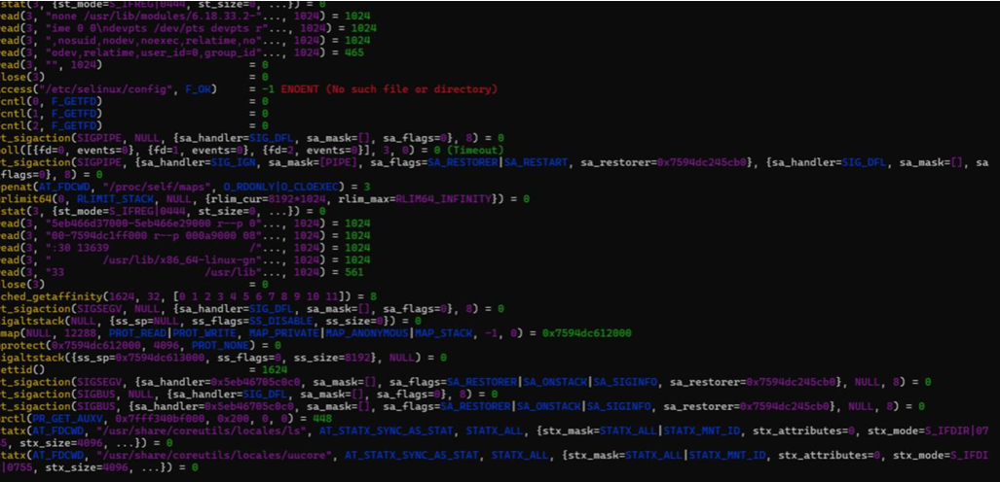 stat(3, {st_mode=S_IFREG|0444, st_size=0, ...}) = 0
ead(3, "none /usr/lib/modules/6.18.33.2-"..., 1024) = 1024
ead(3, "ime 0 0\ndevpts /dev/pts devpts r"..., 1024) = 1024
ead(3, ",nosuid,nodev,noexec,relatime,no"..., 1024) = 1024
ead(3, "odev,relatime,user_id=0,group_id"..., 1024) = 465
ead(3, "", 1024) = 0
lose(3) = 0
ccess("/etc/selinux/config", F_OK) = -1 ENOENT (No such file or directory)
cntl(0, F_GETFD) = 0
cntl(1, F_GETFD) = 0
cntl(2, F_GETFD) = 0
t_sigaction(SIGPIPE, NULL, {sa_handler=SIG_DFL, sa_mask=[], sa_flags=0}, 8) = 0
oll([{fd=0, events=0}, {fd=1, events=0}, {fd=2, events=0}], 3, 0) = 0 (Timeout)
t_sigaction(SIGPIPE, {sa_handler=SIG_IGN, sa_mask=[PIPE], sa_flags=SA_RESTORER|SA_RESTART, sa_restorer=0x7594dc245cb0}, {sa_handler=SIG_DFL, sa_mask=[], sa
flags=0}, 8) = 0
penat(AT_FDCWD, "/proc/self/maps", O_RDONLY|O_CLOEXEC) = 3
rlimit64(0, RLIMIT_STACK, NULL, {rlim_cur=8192*1024, rlim_max=RLIM64_INFINITY}) = 0
stat(3, {st_mode=S_IFREG|0444, st_size=0, ...}) = 0
ead(3, "5eb466d37000-5eb466e29000 r--p 0"..., 1024) = 1024
ead(3, "00-7594dc1ff000 r--p 000a9000 08"..., 1024) = 1024
ead(3, ":30 13639 /"..., 1024) = 1024
ead(3, " /usr/lib/x86_64-linux-gn"..., 1024) = 1024
ead(3, "33 /usr/lib"..., 1024) = 561
lose(3) = 0
ched_getaffinity(1624, 32, [0 1 2 3 4 5 6 7 8 9 10 11]) = 8
t_sigaction(SIGSEGV, NULL, {sa_handler=SIG_DFL, sa_mask=[], sa_flags=0}, 8) = 0
igaltstack(NULL, {ss_sp=NULL, ss_flags=SS_DISABLE, ss_size=0}) = 0
map(NULL, 12288, PROT_READ|PROT_WRITE, MAP_PRIVATE|MAP_ANONYMOUS|MAP_STACK, -1, 0) = 0x7594dc612000
protect(0x7594dc612000, 4096, PROT_NONE) = 0
igaltstack({ss_sp=0x7594dc613000, ss_flags=0, ss_size=8192}, NULL) = 0
ettid() = 1624
t_sigaction(SIGSEGV, {sa_handler=0x5eb46705c0c0, sa_mask=[], sa_flags=SA_RESTORER|SA_ONSTACK|SA_SIGINFO, sa_restorer=0x7594dc245cb0}, NULL, 8) = 0
t_sigaction(SIGBUS, NULL, {sa_handler=SIG_DFL, sa_mask=[], sa_flags=0}, 8) = 0
t_sigaction(SIGBUS, {sa_handler=0x5eb46705c0c0, sa_mask=[], sa_flags=SA_RESTORER|SA_ONSTACK|SA_SIGINFO, sa_restorer=0x7594dc245cb0}, NULL, 8) = 0
rctl(PR_GET_AUXV, 0x7fff340bf000, 0x200, 0, 0) = 448
tatx(AT_FDCWD, "/usr/share/coreutils/locales/ls", AT_STATX_SYNC_AS_STAT, STATX_ALL, {stx_mask=STATX_ALL|STATX_MNT_ID, stx_attributes=0, stx_mode=S_IFDIR|07
5, stx_size=4096, ...}) = 0
tatx(AT_FDCWD, "/usr/share/coreutils/locales/uucore", AT_STATX_SYNC_AS_STAT, STATX_ALL, {stx_mask=STATX_ALL|STATX_MNT_ID, stx_attributes=0, stx_mode=S_IFDI
|0755, stx_size=4096, ...}) = 0